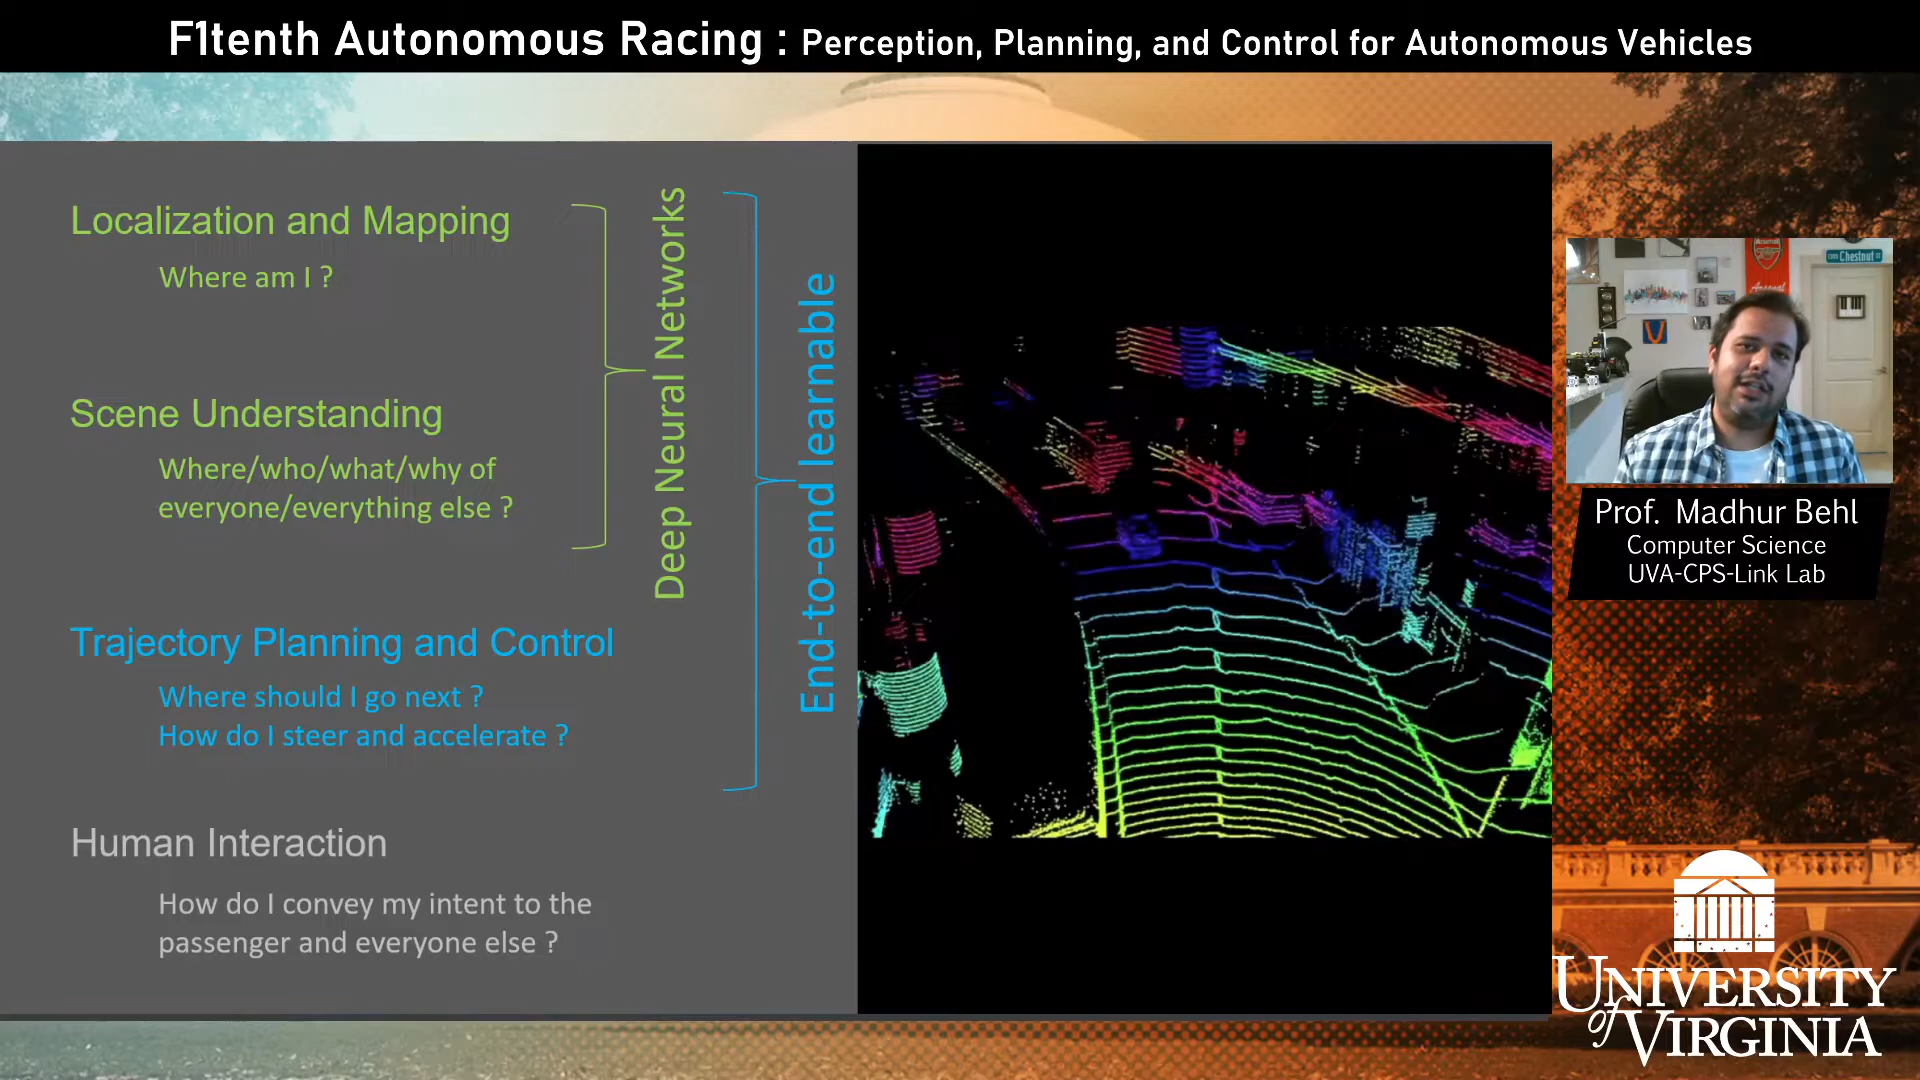 F1tenth Autonomous Racing : Perception, Planning, and Control for Autonomous Vehicles
Localization and Mapping
Where am I ?
Scene Understanding
Where/who/what/why of
everyone/everything else ?
Deep Neural Networks
Trajectory Planning and Control
Where should I go next ?
How do I steer and accelerate ?
End-to-end learnable
Human Interaction
How do I convey my intent to the
passenger and everyone else ?
Chestnut
Arsenal
Prof. Madhur Behl
Computer Science
UVA-CPS-Link Lab
UNIVERSITY
of VIRGINIA